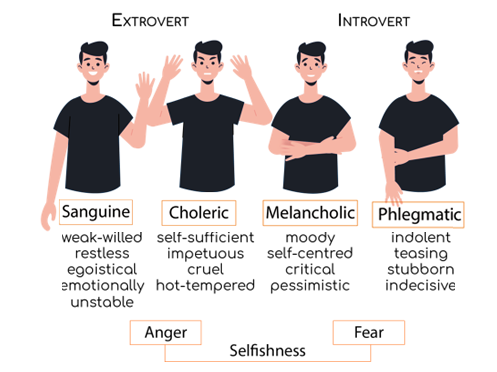 EXTROVERT INTROVERT
Sanguine Choleric Melancholic Phlegmatic
weak-willed self-sufficient moody indolent
restless impetuous self-centred teasing
egoistical cruel critical stubborn
emotionally hot-tempered pessimistic indecisive
unstable
Anger Fear
Selfishness